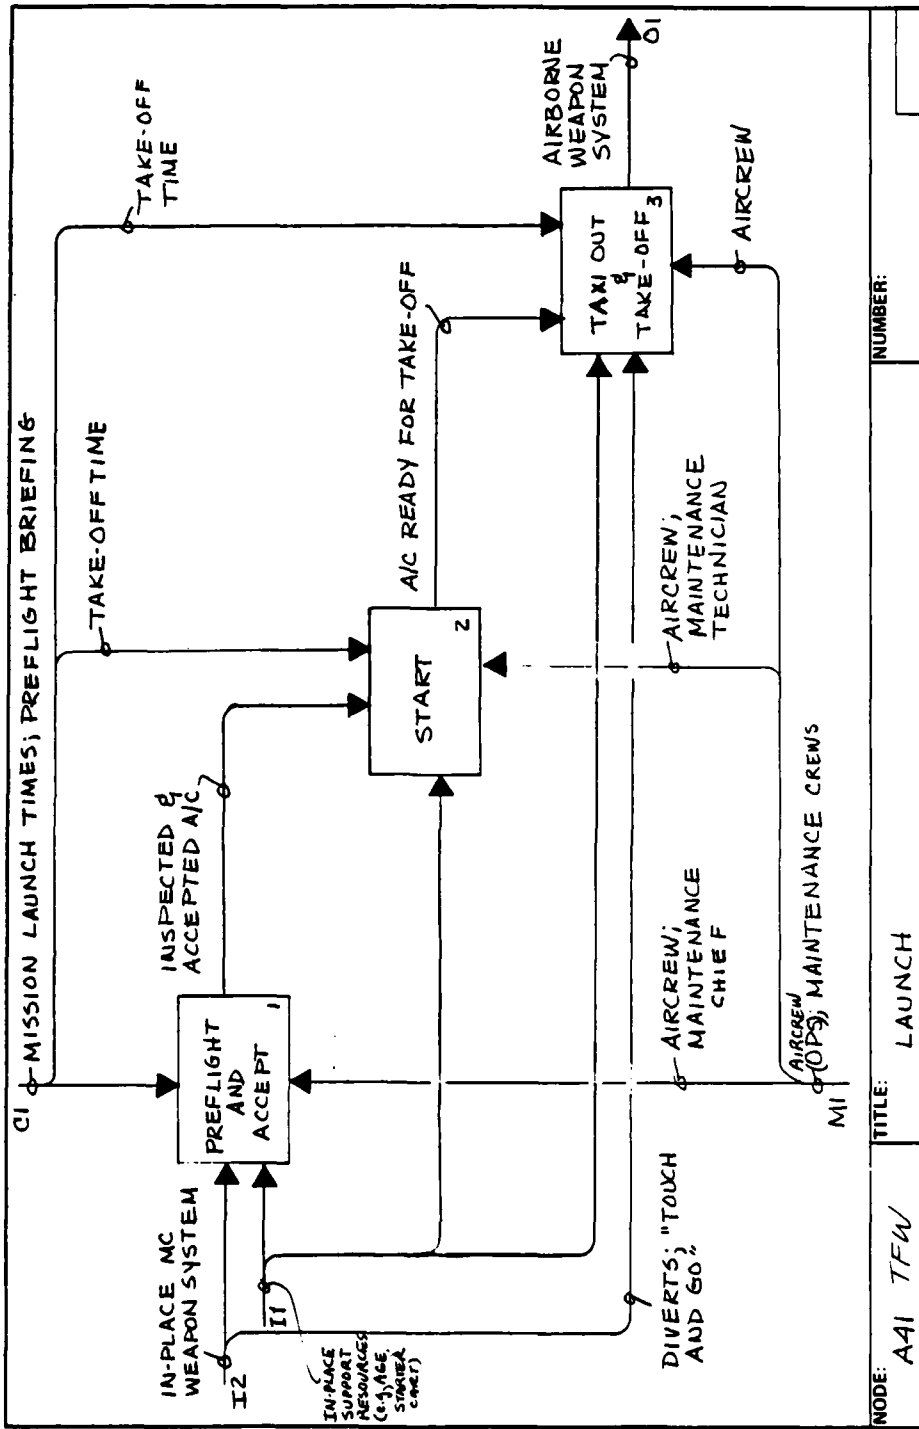 C1
MISSION LAUNCH TIMES; PREFLIGHT BRIEFING
TAKE-OFF TIME
TAKE-OFF
TIME
IN-PLACE MC
WEAPON SYSTEM
I2
I1
IN-PLACE
SUPPORT
RESOURCES
(e.g, AGE,
STARTER
CART)
PREFLIGHT
AND
ACCEPT
1
INSPECTED &
ACCEPTED A/C
START
2
A/C READY FOR TAKE-OFF
TAXI OUT
&
TAKE-OFF
3
AIRBORNE
WEAPON
SYSTEM
O1
DIVERTS; "TOUCH
AND GO"
AIRCREW;
MAINTENANCE
CHIEF
AIRCREW;
MAINTENANCE
TECHNICIAN
AIRCREW
AIRCREW
(OPS); MAINTENANCE CREWS
M1
NODE: A41 TFW
TITLE: LAUNCH
NUMBER: